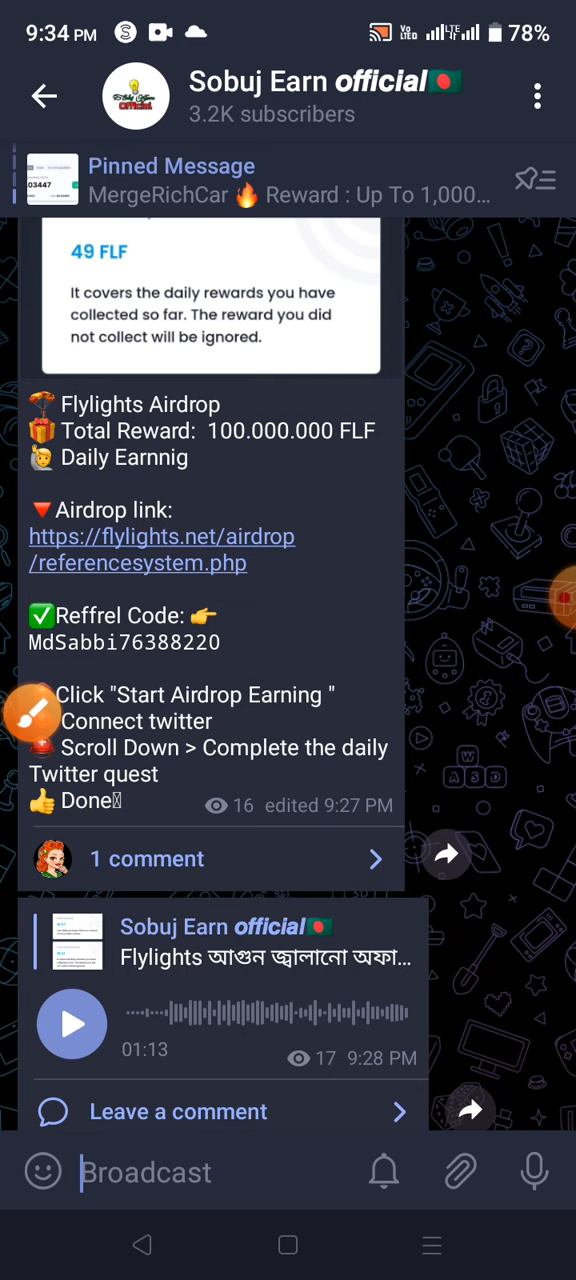 9:34 PM
78%
Sobuj Earn official🇧🇩
3.2K subscribers
Pinned Message
MergeRichCar 🔥 Reward : Up To 1,000...
03447
49 FLF
It covers the daily rewards you have
collected so far. The reward you did
not collect will be ignored.
🪂 Flylights Airdrop
🎁 Total Reward:  100.000.000 FLF
🙋 Daily Earnnig
🔻Airdrop link:
https://flylights.net/airdrop
/referencesystem.php
✅Reffrel Code: 👉
MdSabbi76388220
Click "Start Airdrop Earning "
Connect twitter
🚨 Scroll Down > Complete the daily
Twitter quest
👍 Done
16 edited 9:27 PM
1 comment
Sobuj Earn official🇧🇩
Flylights আগুন জ্বালানো অফা...
01:13
17 9:28 PM
Leave a comment
Broadcast